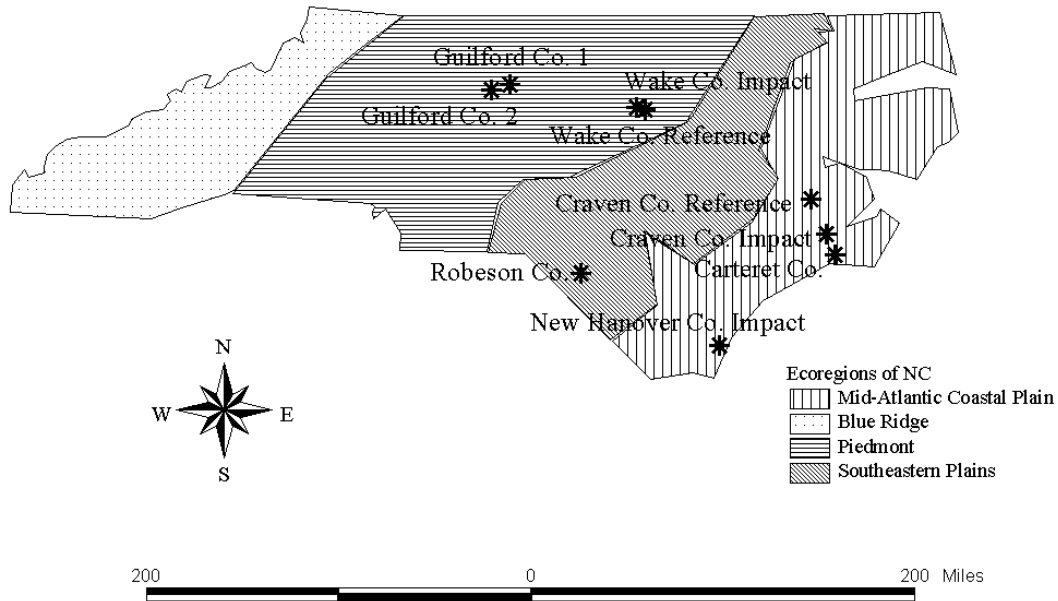 Guilford Co. 1
Wake Co. Impact
Guilford Co. 2
Wake Co. Reference
Craven Co. Reference
Craven Co. Impact
Carteret Co.
Robeson Co.
New Hanover Co. Impact
N
W
E
S
Ecoregions of NC
Mid-Atlantic Coastal Plain
Blue Ridge
Piedmont
Southeastern Plains
200 0 200 Miles